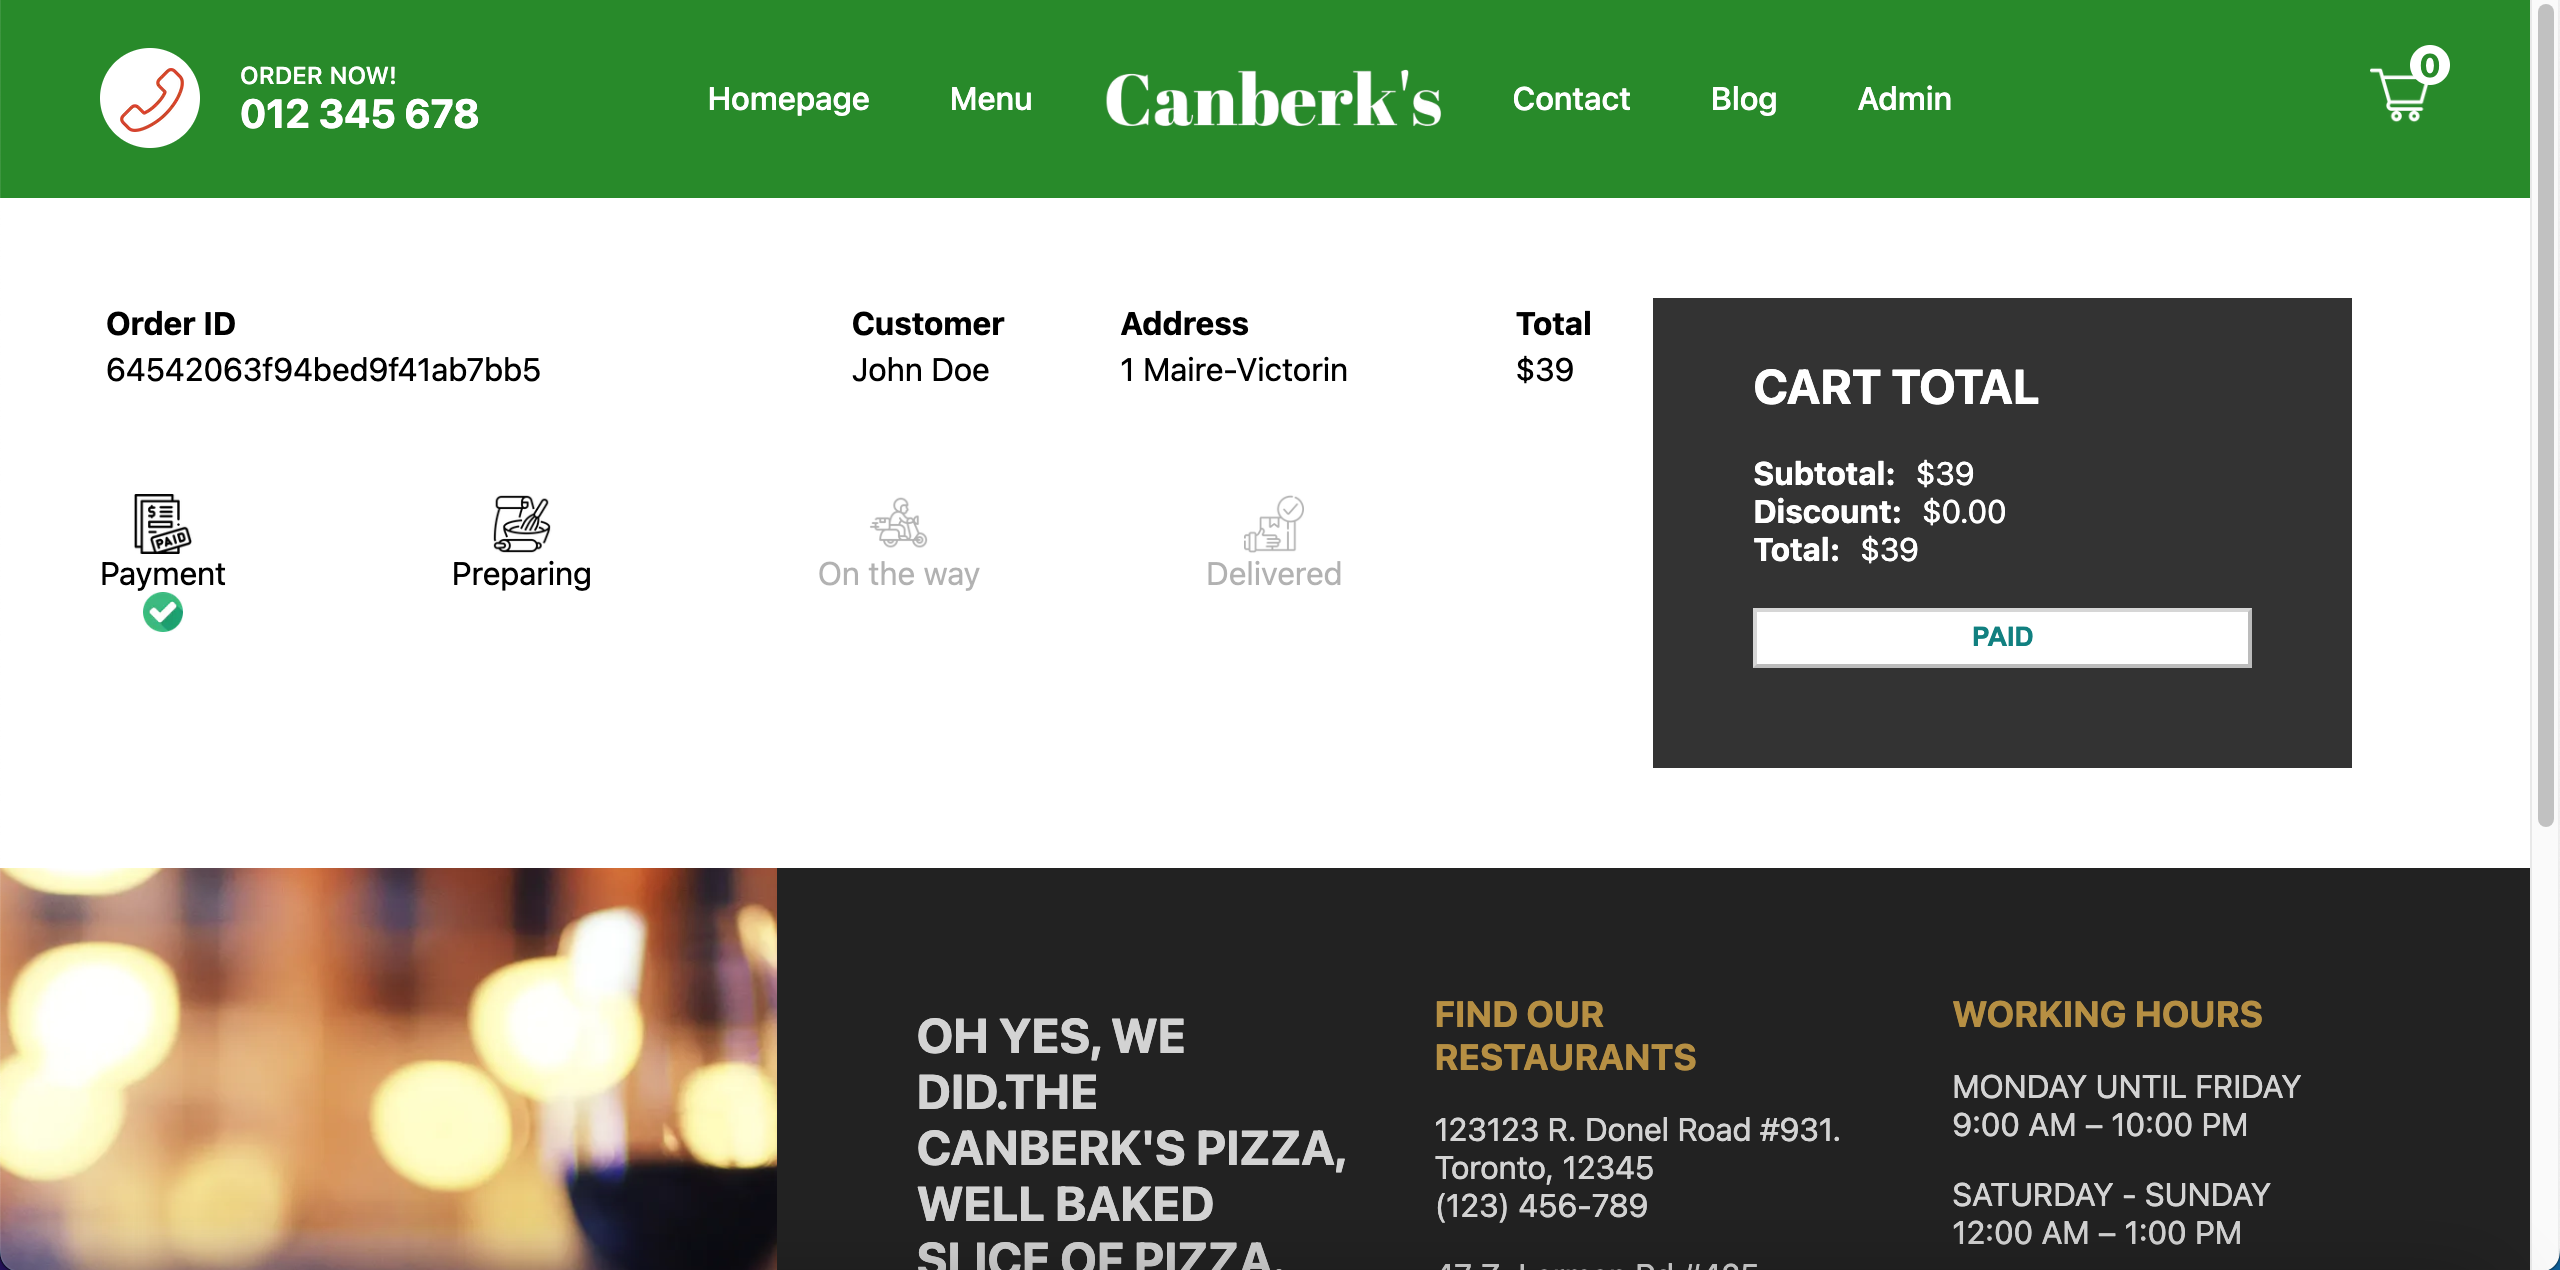 ORDER NOW!
012 345 678
Homepage
Menu
Canberk's
Contact
Blog
Admin
0
Order ID
64542063f94bed9f41ab7bb5
Customer
John Doe
Address
1 Maire-Victorin
Total
$39
$ PAID
Payment
Preparing
On the way
Delivered
CART TOTAL
Subtotal: $39
Discount: $0.00
Total: $39
PAID
OH YES, WE
DID.THE
CANBERK'S PIZZA,
WELL BAKED
SLICE OF PIZZA.
FIND OUR
RESTAURANTS
123123 R. Donel Road #931.
Toronto, 12345
(123) 456-789
WORKING HOURS
MONDAY UNTIL FRIDAY
9:00 AM – 10:00 PM
SATURDAY - SUNDAY
12:00 AM – 1:00 PM